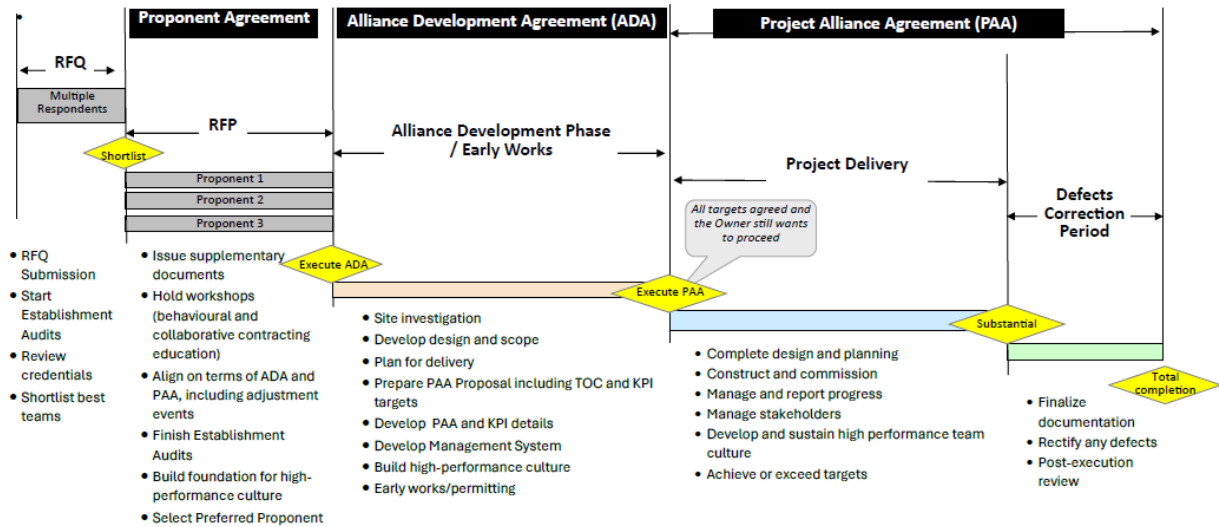 Proponent Agreement
Alliance Development Agreement (ADA)
Project Alliance Agreement (PAA)
RFQ
Multiple
Respondents
RFP
Shortlist
Alliance Development Phase
/ Early Works
Project Delivery
Defects
Correction
Period
Proponent 1
Proponent 2
Proponent 3
All targets agreed and
the Owner still wants
to proceed
Execute ADA
Execute PAA
Substantial
Total
completion
• RFQ
Submission
• Start
Establishment
Audits
• Review
credentials
• Shortlist best
teams
• Issue supplementary
documents
• Hold workshops
(behavioural and
collaborative contracting
education)
• Align on terms of ADA and
PAA, including adjustment
events
• Finish Establishment
Audits
• Build foundation for high-
performance culture
• Select Preferred Proponent
• Site investigation
• Develop design and scope
• Plan for delivery
• Prepare PAA Proposal including TOC and KPI
targets
• Develop PAA and KPI details
• Develop Management System
• Build high-performance culture
• Early works/permitting
• Complete design and planning
• Construct and commission
• Manage and report progress
• Manage stakeholders
• Develop and sustain high performance team
culture
• Achieve or exceed targets
• Finalize
documentation
• Rectify any defects
• Post-execution
review